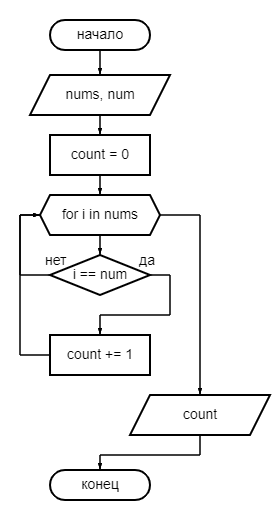 начало
nums, num
count = 0
for i in nums
нет
да
i == num
count += 1
count
конец